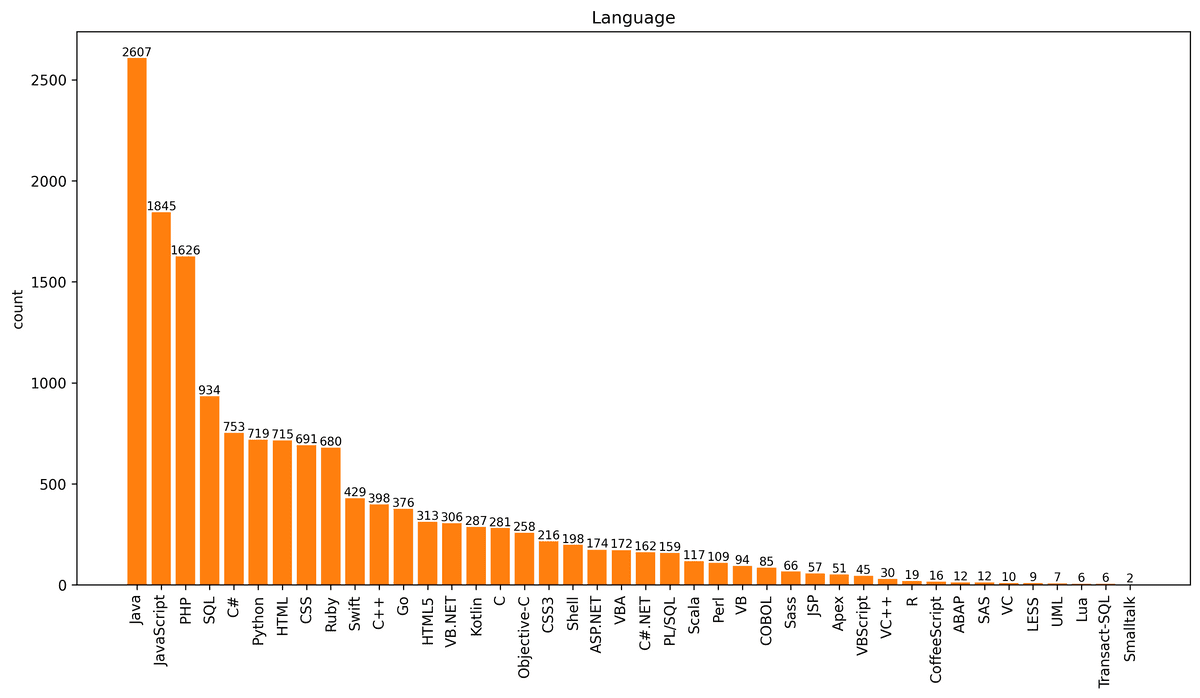 Language
count
2500
2000
1500
1000
500
0
2607
1845
1626
934
753
719
715
691
680
429
398
376
313
306
287
281
258
216
198
174
172
162
159
117
109
94
85
66
57
51
45
30
19
16
12
12
10
9
7
6
6
2
Java
JavaScript
PHP
SQL
C#
Python
HTML
CSS
Ruby
Swift
C++
Go
HTML5
VB.NET
Kotlin
C
Objective-C
CSS3
Shell
ASP.NET
VBA
C#.NET
PL/SQL
Scala
Perl
VB
COBOL
Sass
JSP
Apex
VBScript
VC++
R
CoffeeScript
ABAP
SAS
VC
LESS
UML
Lua
Transact-SQL
Smalltalk